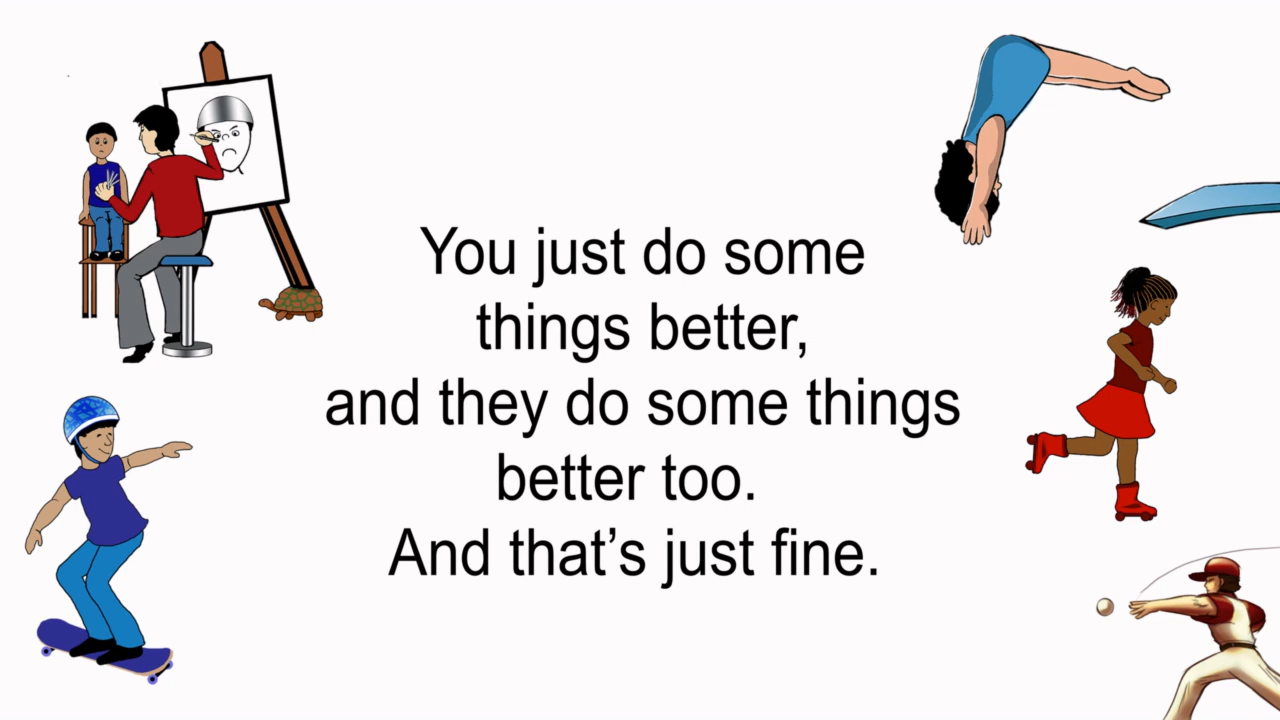 You just do some
things better,
and they do some things
better too.
And that’s just fine.